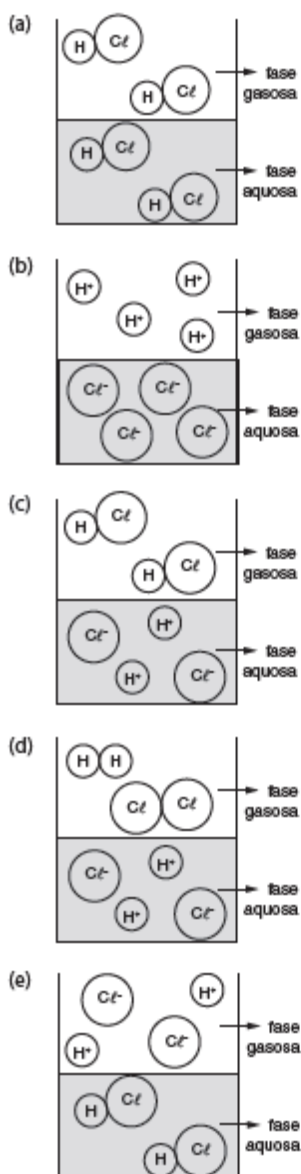 (a)
H Cℓ
H Cℓ
fase
gasosa
H Cℓ
H Cℓ
fase
aquosa
(b)
H⁺ H⁺
H⁺ H⁺
fase
gasosa
Cℓ⁻ Cℓ⁻
Cℓ⁻ Cℓ⁻
fase
aquosa
(c)
H Cℓ
H Cℓ
fase
gasosa
Cℓ⁻ H⁺
H⁺ Cℓ⁻
fase
aquosa
(d)
H H
Cℓ Cℓ
fase
gasosa
Cℓ⁻ H⁺
H⁺ Cℓ⁻
fase
aquosa
(e)
Cℓ⁻ H⁺
H⁺ Cℓ⁻
fase
gasosa
H Cℓ
H Cℓ
fase
aquosa